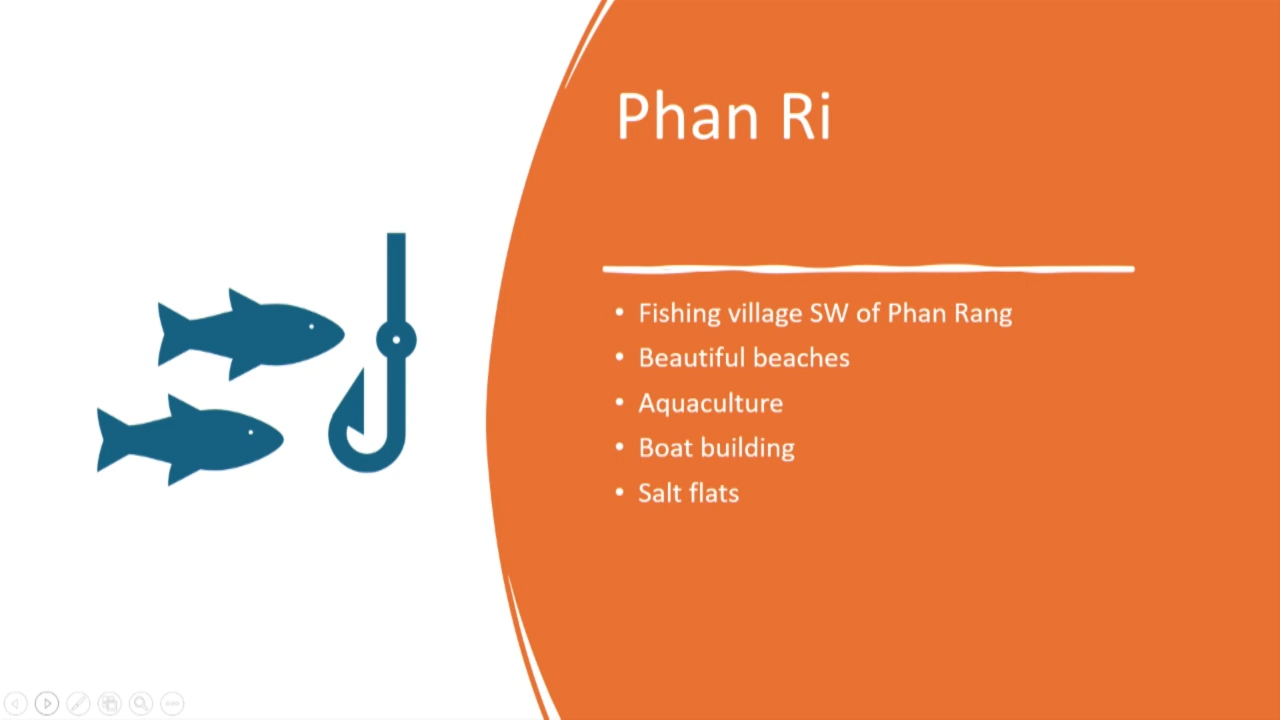 Phan Ri
• Fishing village SW of Phan Rang
• Beautiful beaches
• Aquaculture
• Boat building
• Salt flats